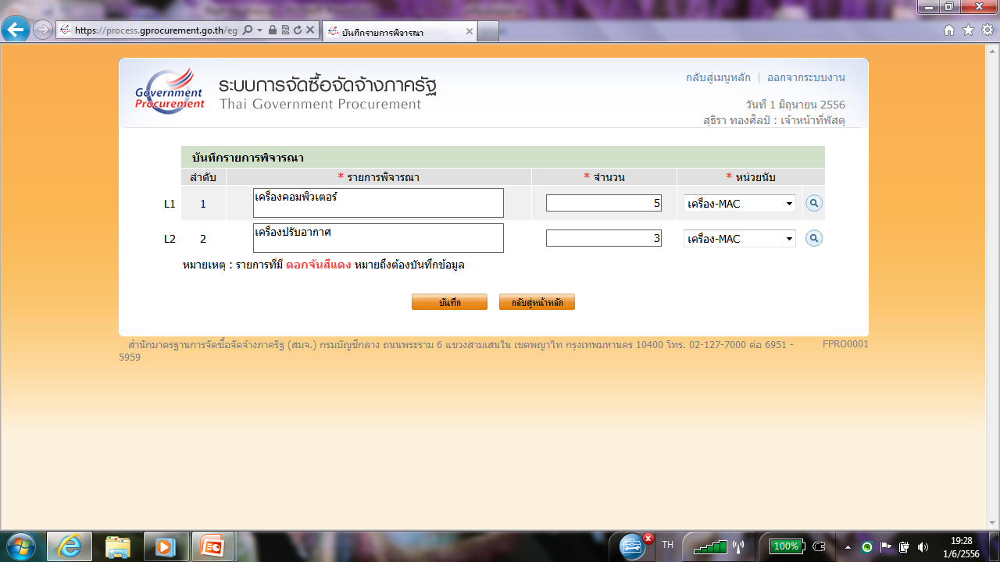 https://process.gprocurement.go.th/eg
บันทึกรายการพิจารณา
Government
Procurement
ระบบการจัดซื้อจัดจ้างภาครัฐ
Thai Government Procurement
กลับสู่เมนูหลัก | ออกจากระบบงาน
วันที่ 1 มิถุนายน 2556
สุธิรา ทองศิลป์ : เจ้าหน้าที่พัสดุ
บันทึกรายการพิจารณา
ลำดับ * รายการพิจารณา * จำนวน * หน่วยนับ
L1 1 เครื่องคอมพิวเตอร์ 5 เครื่อง-MAC
L2 2 เครื่องปรับอากาศ 3 เครื่อง-MAC
หมายเหตุ : รายการที่มี ดอกจันสีแดง หมายถึงต้องบันทึกข้อมูล
บันทึก กลับสู่หน้าหลัก
สำนักมาตรฐานการจัดซื้อจัดจ้างภาครัฐ (สมจ.) กรมบัญชีกลาง ถนนพระราม 6 แขวงสามเสนใน เขตพญาไท กรุงเทพมหานคร 10400 โทร. 02-127-7000 ต่อ 6951 - FPRO0001
5959
TH 100% 19:28
1/6/2556